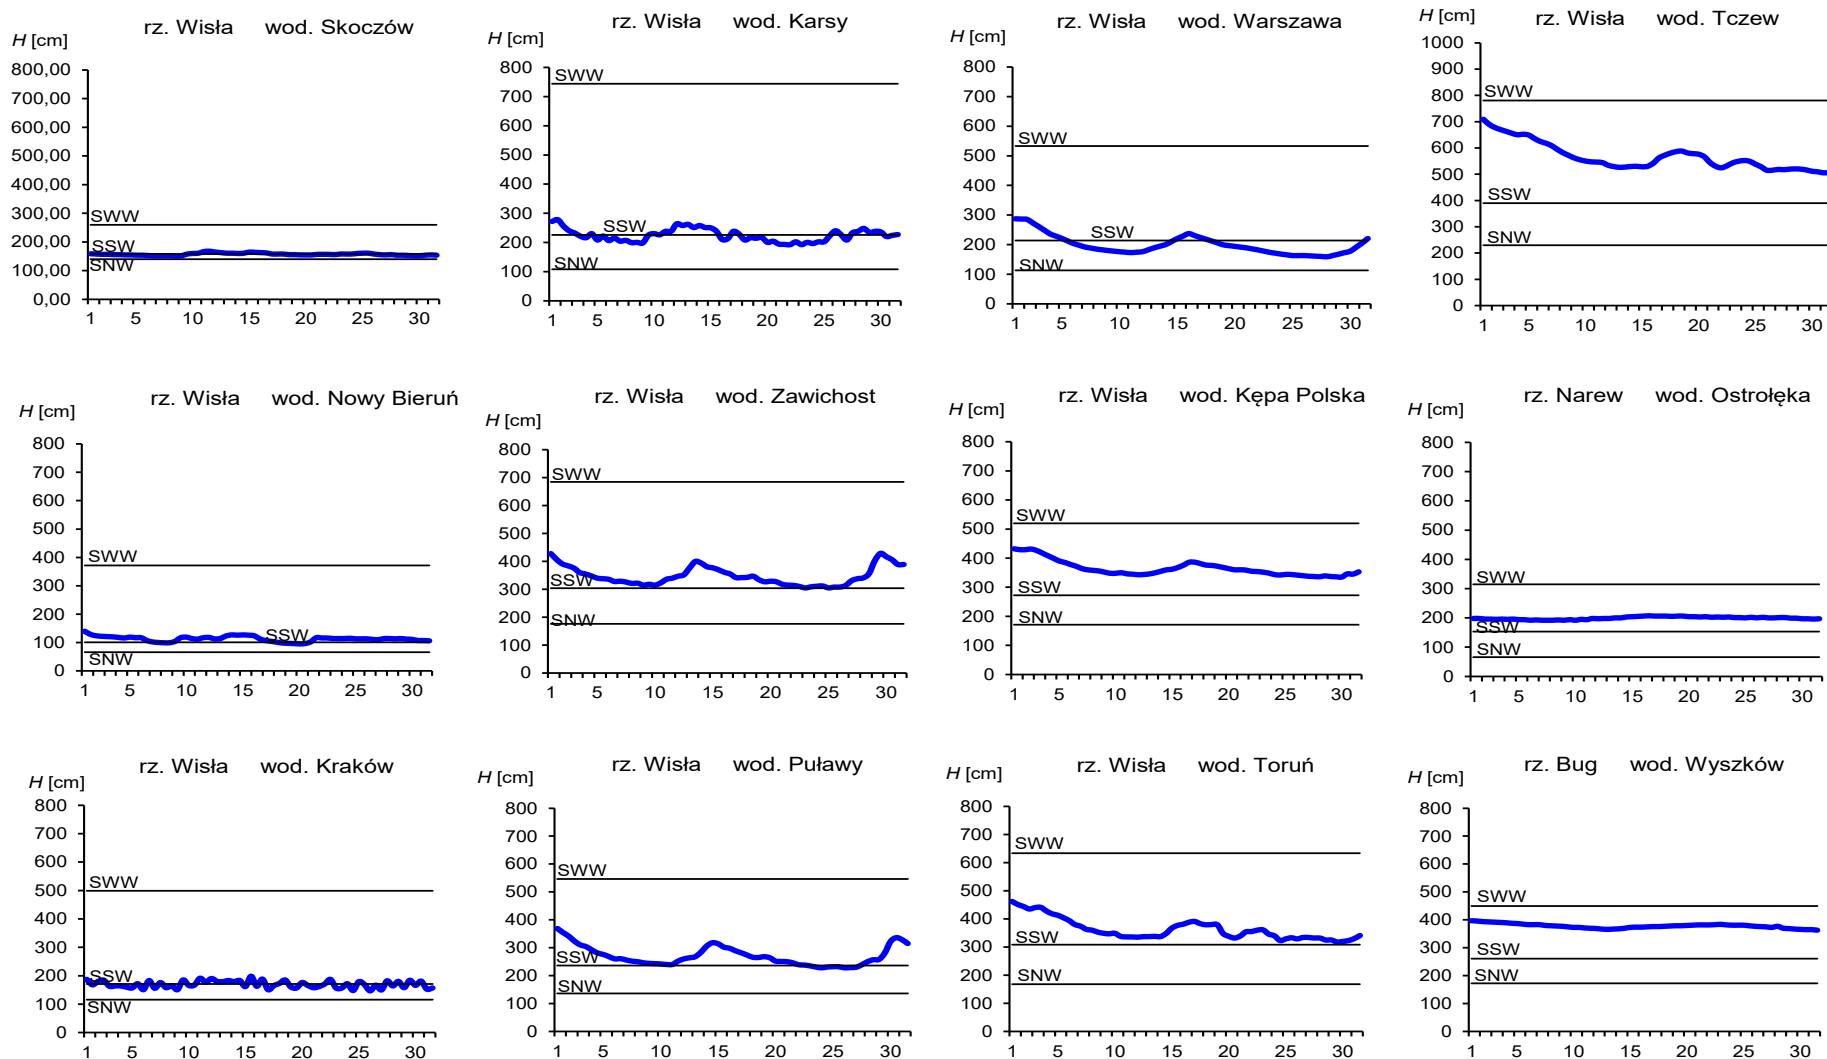 rz. Wisła wod. Skoczów
H [cm]
800,00
700,00
600,00
500,00
400,00
300,00
200,00
100,00
0,00
SWW
SSW
SNW
1 5 10 15 20 25 30
rz. Wisła wod. Karsy
H [cm]
800
700
600
500
400
300
200
100
0
SWW
SSW
SNW
1 5 10 15 20 25 30
rz. Wisła wod. Warszawa
H [cm]
800
700
600
500
400
300
200
100
0
SWW
SSW
SNW
1 5 10 15 20 25 30
rz. Wisła wod. Tczew
H [cm]
1000
900
800
700
600
500
400
300
200
100
0
SWW
SSW
SNW
1 5 10 15 20 25 30
rz. Wisła wod. Nowy Bieruń
H [cm]
800
700
600
500
400
300
200
100
0
SWW
SSW
SNW
1 5 10 15 20 25 30
rz. Wisła wod. Zawichost
H [cm]
800
700
600
500
400
300
200
100
0
SWW
SSW
SNW
1 5 10 15 20 25 30
rz. Wisła wod. Kępa Polska
H [cm]
800
700
600
500
400
300
200
100
0
SWW
SSW
SNW
1 5 10 15 20 25 30
rz. Narew wod. Ostrołęka
H [cm]
800
700
600
500
400
300
200
100
0
SWW
SSW
SNW
1 5 10 15 20 25 30
rz. Wisła wod. Kraków
H [cm]
800
700
600
500
400
300
200
100
0
SWW
SSW
SNW
1 5 10 15 20 25 30
rz. Wisła wod. Puławy
H [cm]
800
700
600
500
400
300
200
100
0
SWW
SSW
SNW
1 5 10 15 20 25 30
rz. Wisła wod. Toruń
H [cm]
800
700
600
500
400
300
200
100
0
SWW
SSW
SNW
1 5 10 15 20 25 30
rz. Bug wod. Wyszków
H [cm]
800
700
600
500
400
300
200
100
0
SWW
SSW
SNW
1 5 10 15 20 25 30